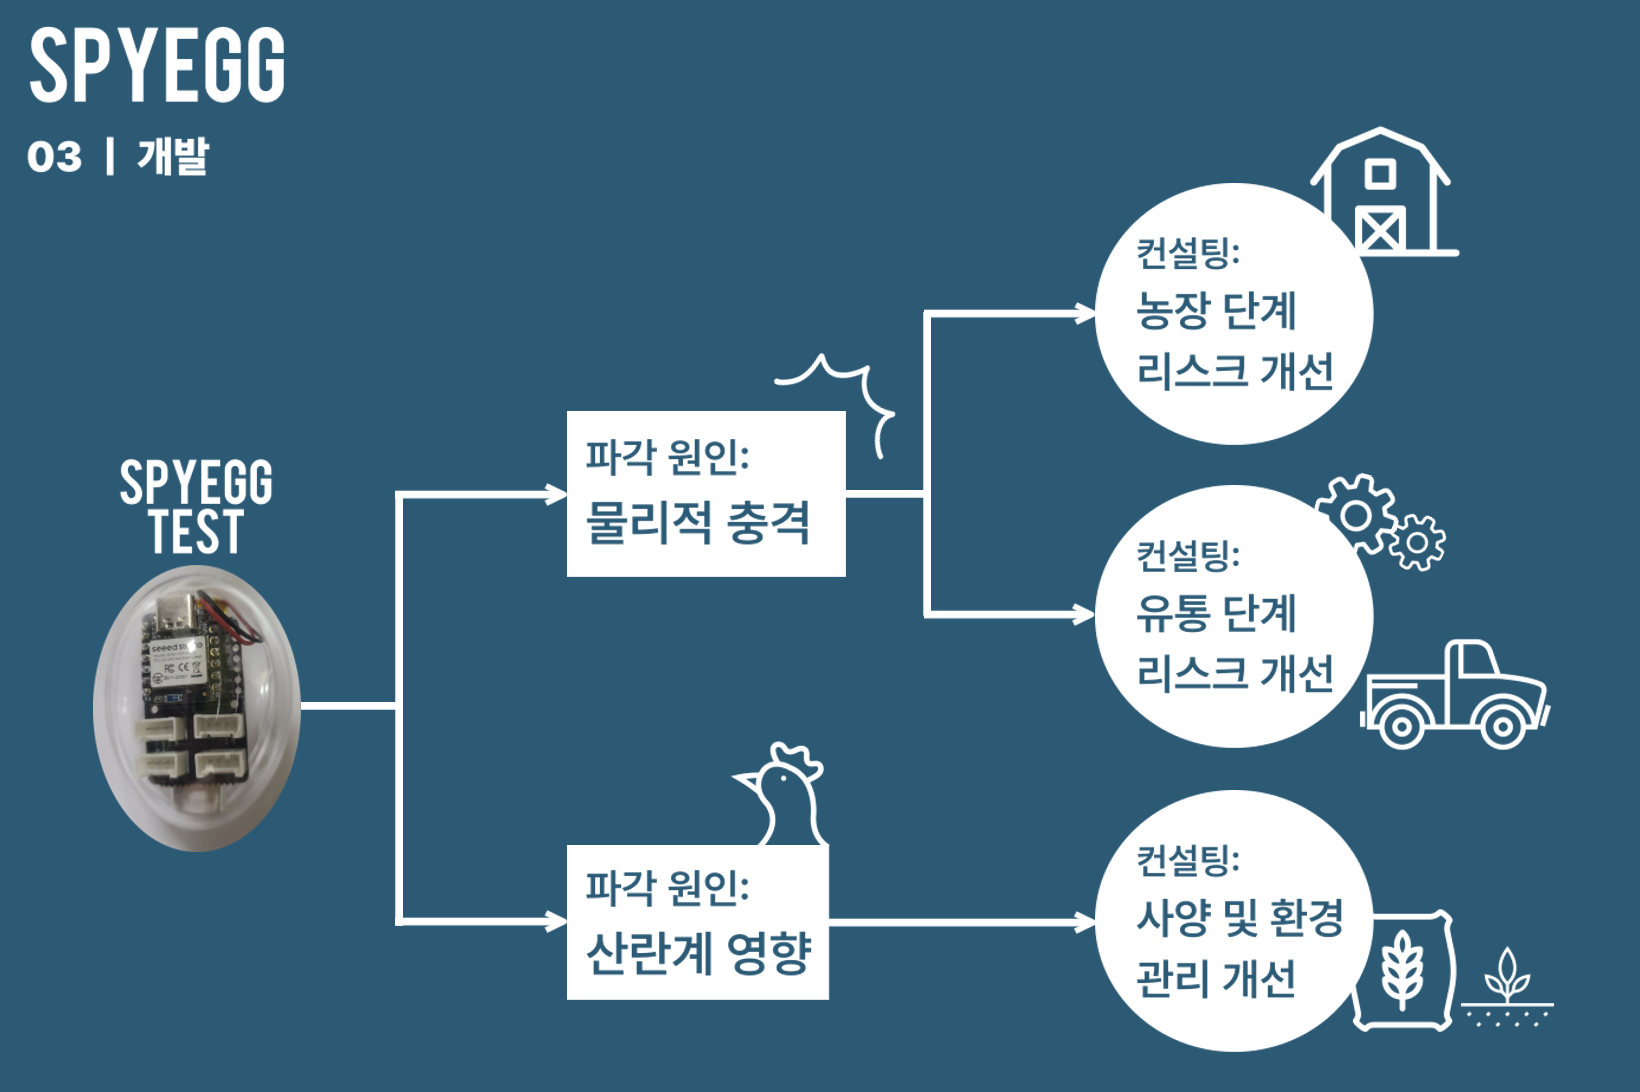 SPYEGG
03 | 개발
SPYEGG
TEST
seeed studio
파각 원인:
물리적 충격
파각 원인:
산란계 영향
컨설팅:
농장 단계
리스크 개선
컨설팅:
유통 단계
리스크 개선
컨설팅:
사양 및 환경
관리 개선